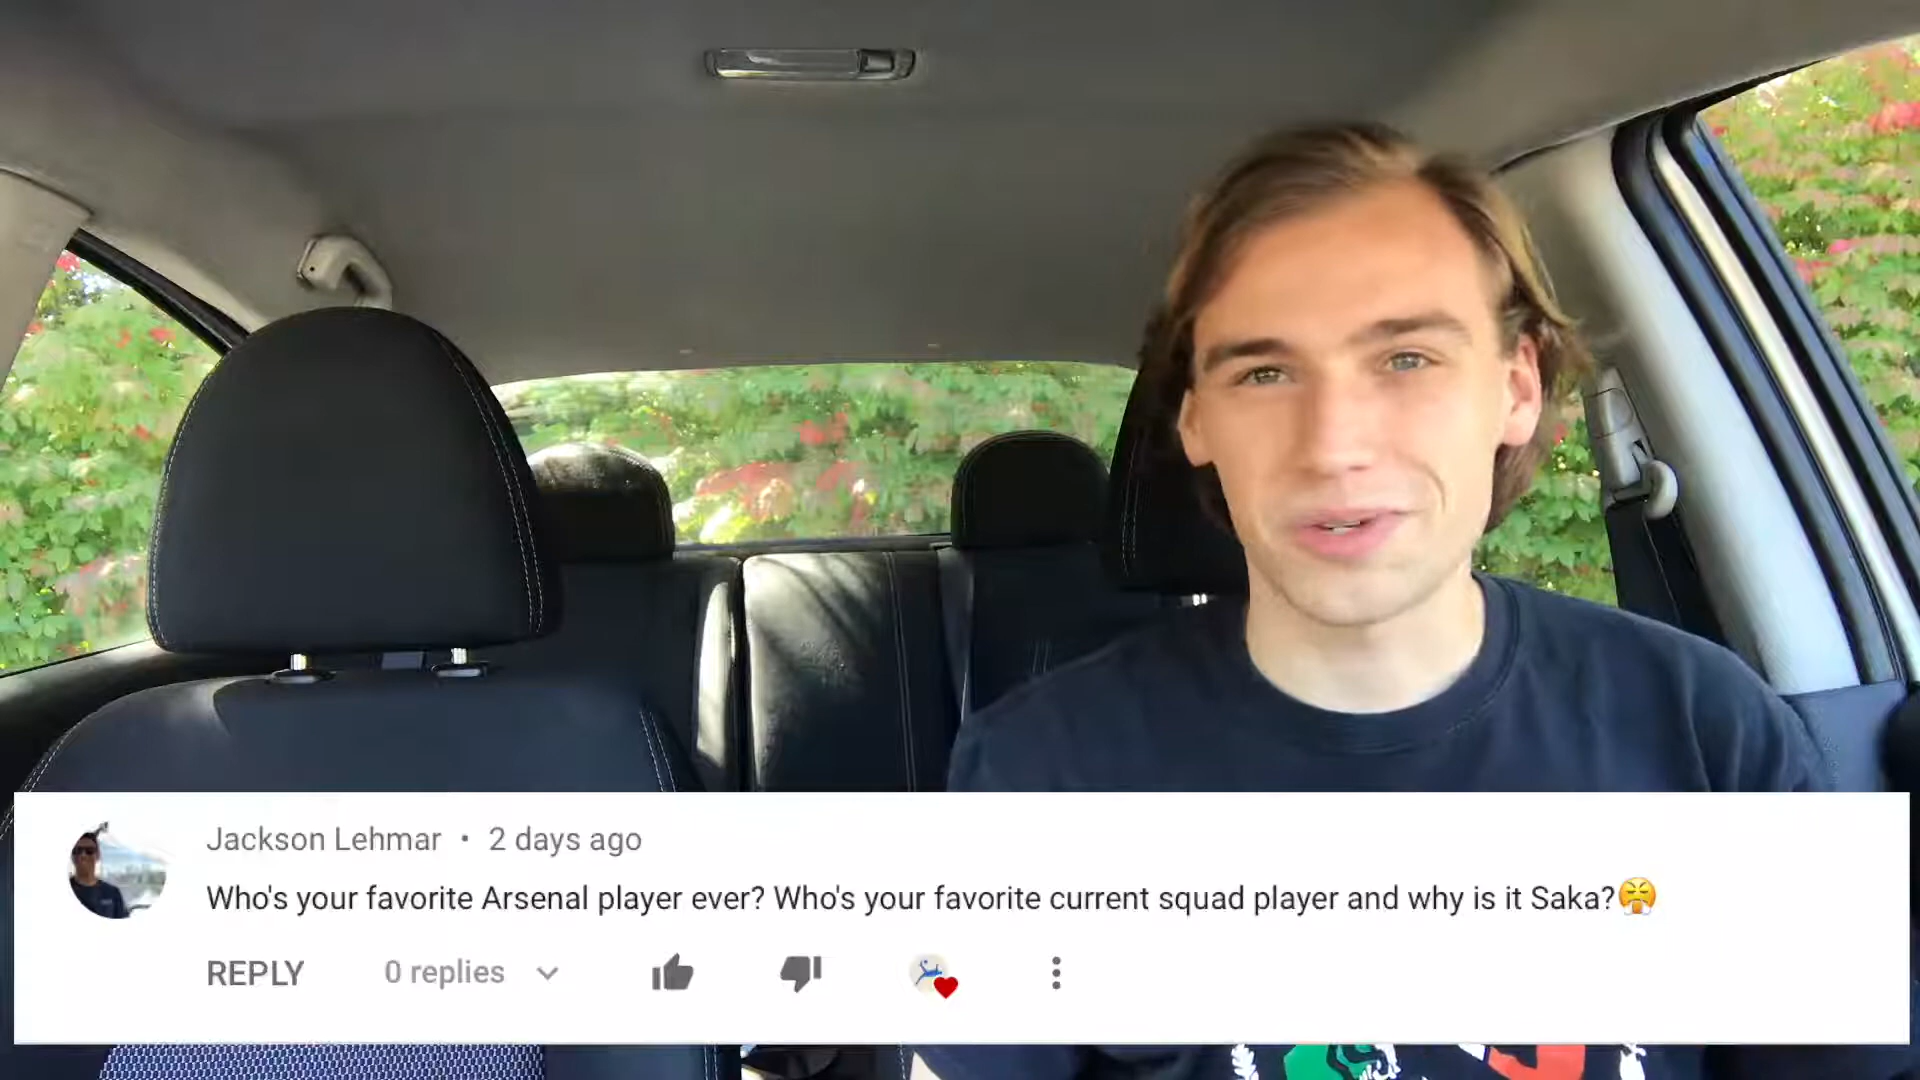 Jackson Lehmar • 2 days ago
Who's your favorite Arsenal player ever? Who's your favorite current squad player and why is it Saka?😤
REPLY 0 replies